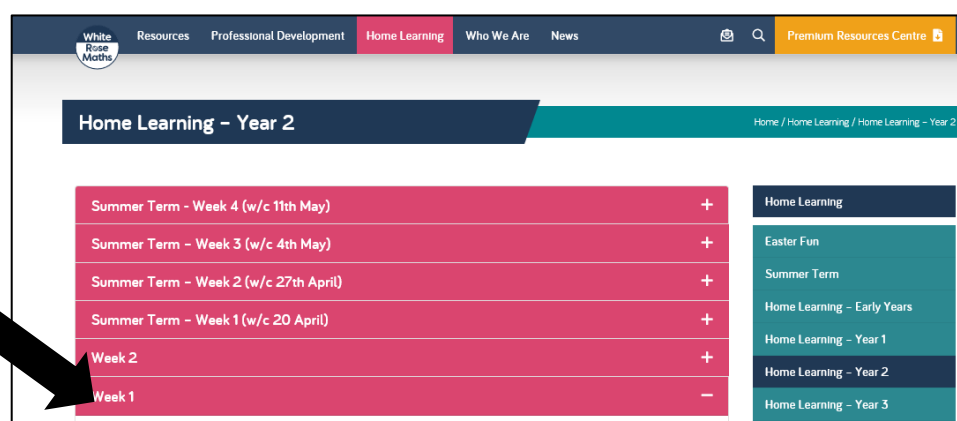 White Rose Maths
Resources Professional Development Home Learning Who We Are News Premium Resources Centre
Home Learning – Year 2
Home / Home Learning / Home Learning – Year 2
Summer Term - Week 4 (w/c 11th May) +
Summer Term – Week 3 (w/c 4th May) +
Summer Term – Week 2 (w/c 27th April) +
Summer Term – Week 1 (w/c 20 April) +
Week 2 +
Week 1 −
Home Learning
Easter Fun
Summer Term
Home Learning – Early Years
Home Learning – Year 1
Home Learning – Year 2
Home Learning – Year 3